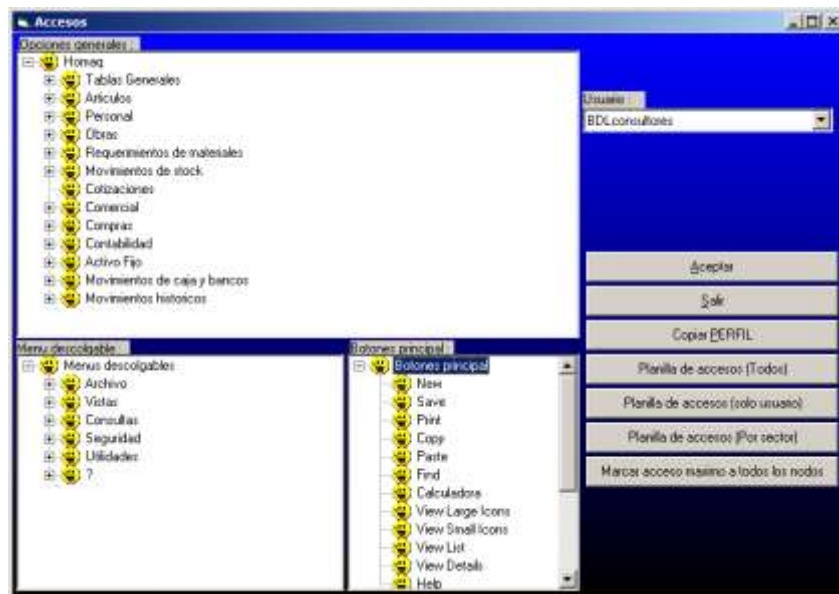 Accesos
Opciones generales :
Homaq
Tablas Generales
Articulos
Personal
Obras
Requerimientos de materiales
Movimientos de stock
Cotizaciones
Comercial
Compras
Contabilidad
Activo Fijo
Movimientos de caja y bancos
Movimientos historicos
Usuario :
BDLconsultores
Aceptar
Salir
Copiar PERFIL
Planilla de accesos (Todos)
Planilla de accesos (solo usuario)
Planilla de accesos (Por sector)
Marcar acceso maximo a todos los nodos
Menu descolgable :
Menus descolgables
Archivo
Vistas
Consultas
Seguridad
Utilidades
?
Botones principal :
Botones principal
New
Save
Print
Copy
Paste
Find
Calculadora
View Large Icons
View Small Icons
View List
View Details
Help